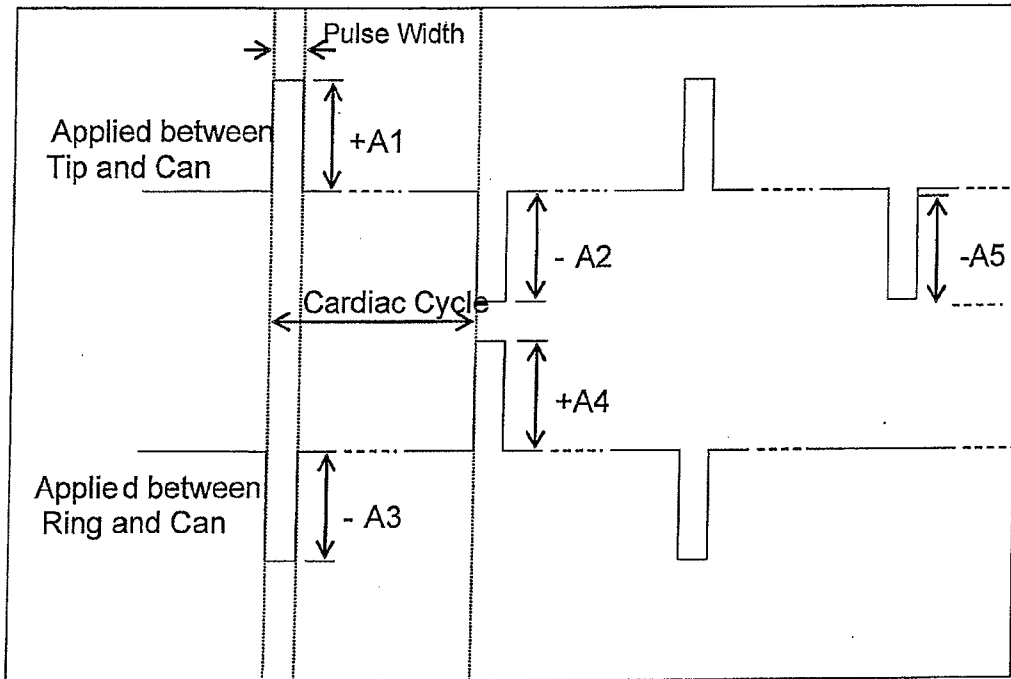 Pulse Width
Applied between
Tip and Can
+A1
- A2
-A5
Cardiac Cycle
+A4
Applied between
Ring and Can
- A3